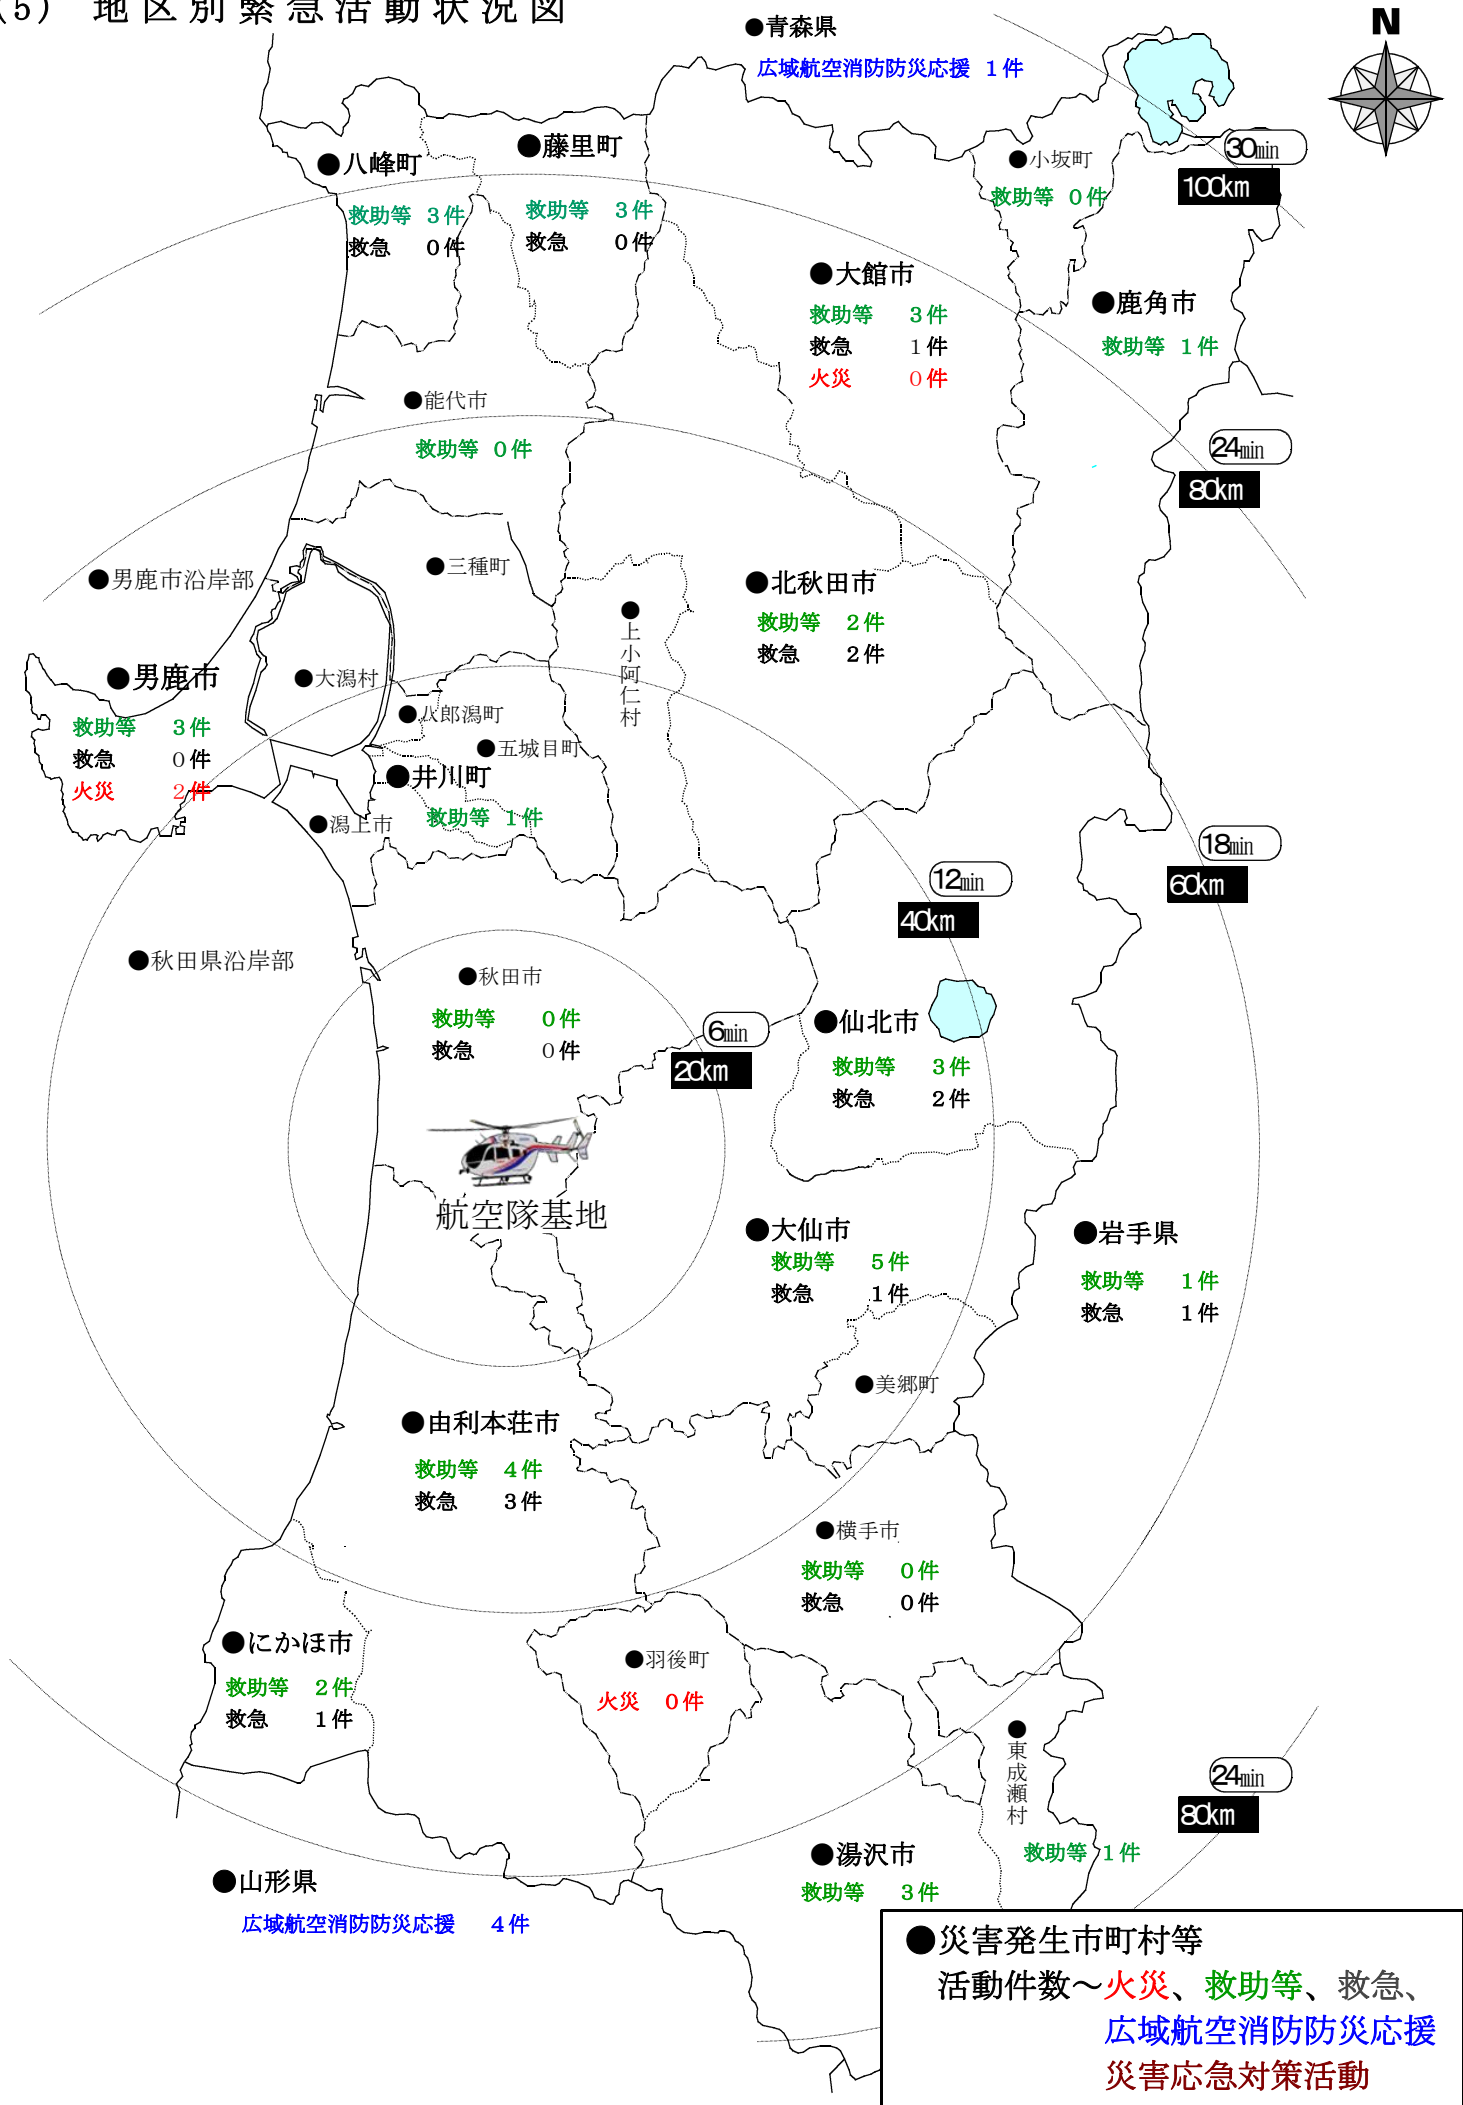 (5) 地区別緊急活動状況図
●青森県
広域航空消防防災応援 1件
N
●八峰町
救助等 3件
救急 0件
●藤里町
救助等 3件
救急 0件
●小坂町
救助等 0件
30min
100km
●大館市
救助等 3件
救急 1件
火災 0件
●鹿角市
救助等 1件
●能代市
救助等 0件
24min
80km
●男鹿市沿岸部
●三種町
●北秋田市
救助等 2件
救急 2件
●上小阿仁村
●男鹿市
救助等 3件
救急 0件
火災 2件
●大潟村
●八郎潟町
●五城目町
●井川町
救助等 1件
●潟上市
18min
60km
12min
40km
●秋田県沿岸部
●秋田市
救助等 0件
救急 0件
6min
20km
●仙北市
救助等 3件
救急 2件
航空隊基地
●大仙市
救助等 5件
救急 1件
●岩手県
救助等 1件
救急 1件
●美郷町
●由利本荘市
救助等 4件
救急 3件
●横手市
救助等 0件
救急 0件
●にかほ市
救助等 2件
救急 1件
●羽後町
火災 0件
●東成瀬村
救助等 1件
24min
80km
●湯沢市
救助等 3件
●山形県
広域航空消防防災応援 4件
●災害発生市町村等
活動件数～火災、救助等、救急、
広域航空消防防災応援
災害応急対策活動